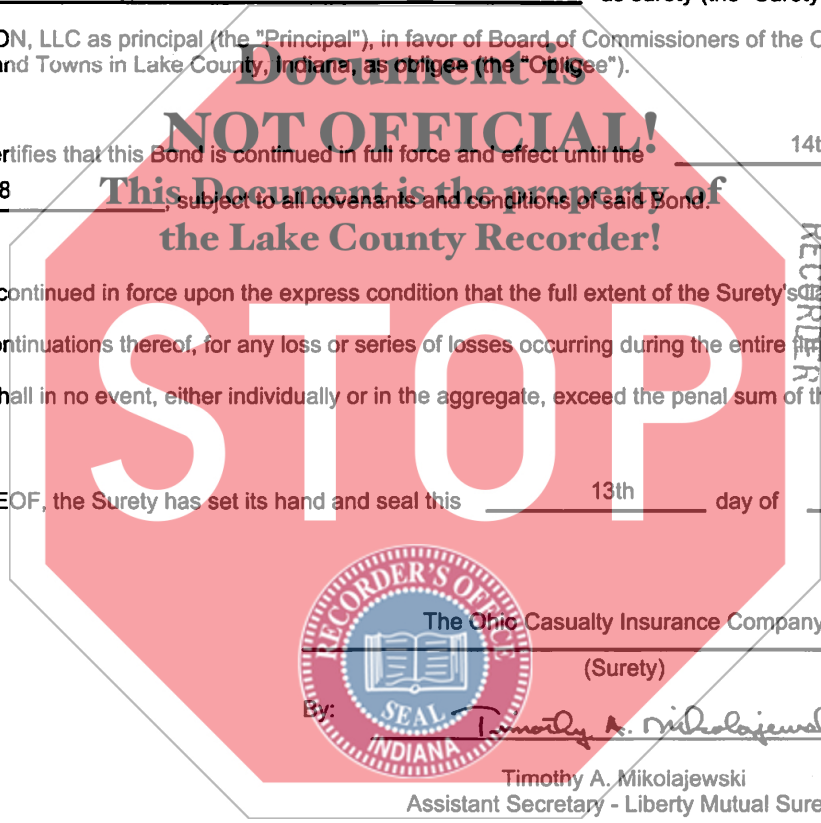 as surety (the "Surety
ON, LLC as principal (the "Principal"), in favor of Board of Commissioners of the C
nd Towns in Lake County, Indiana, as obligee (the "Obligee").
Document is
NOT OFFICIAL!
This Document is the property of
the Lake County Recorder!
ertifies that this Bond is continued in full force and effect until the 14t
8 , subject to all covenants and conditions of said Bond.
RECORDER
continued in force upon the express condition that the full extent of the Surety's
ntinuations thereof, for any loss or series of losses occurring during the entire
hall in no event, either individually or in the aggregate, exceed the penal sum of th
STOP
EOF, the Surety has set its hand and seal this 13th day of
RECORDER'S OFFICE
SEAL
INDIANA
The Ohio Casualty Insurance Company
(Surety)
By: Timothy A. Mikolajewsk
Timothy A. Mikolajewski
Assistant Secretary - Liberty Mutual Sure